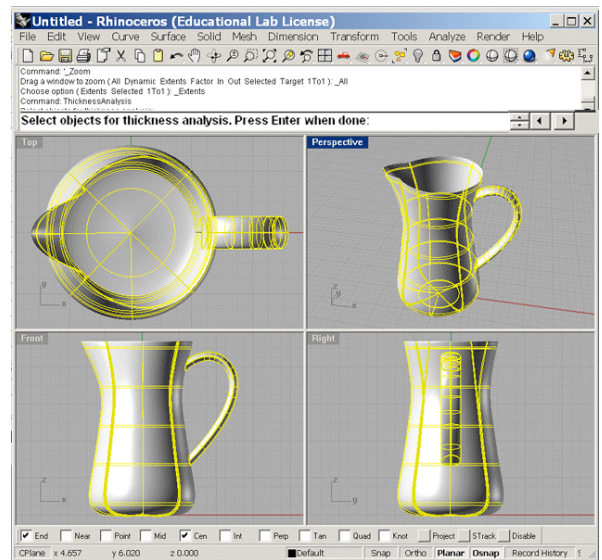 Untitled - Rhinoceros (Educational Lab License)
File Edit View Curve Surface Solid Mesh Dimension Transform Tools Analyze Render Help
Command: '_Zoom
Drag a window to zoom ( All Dynamic Extents Factor In Out Selected Target 1To1 ): _All
Choose option ( Extents Selected 1To1 ): _Extents
Command: ThicknessAnalysis
Select objects for thickness analysis. Press Enter when done:
Top
Perspective
y
x
z
y
x
Front
Right
z
x
z
y
End Near Point Mid Cen Int Perp Tan Quad Knot Project STrack Disable
CPlane x 4.657 y 6.020 z 0.000 Default Snap Ortho Planar Osnap Record History